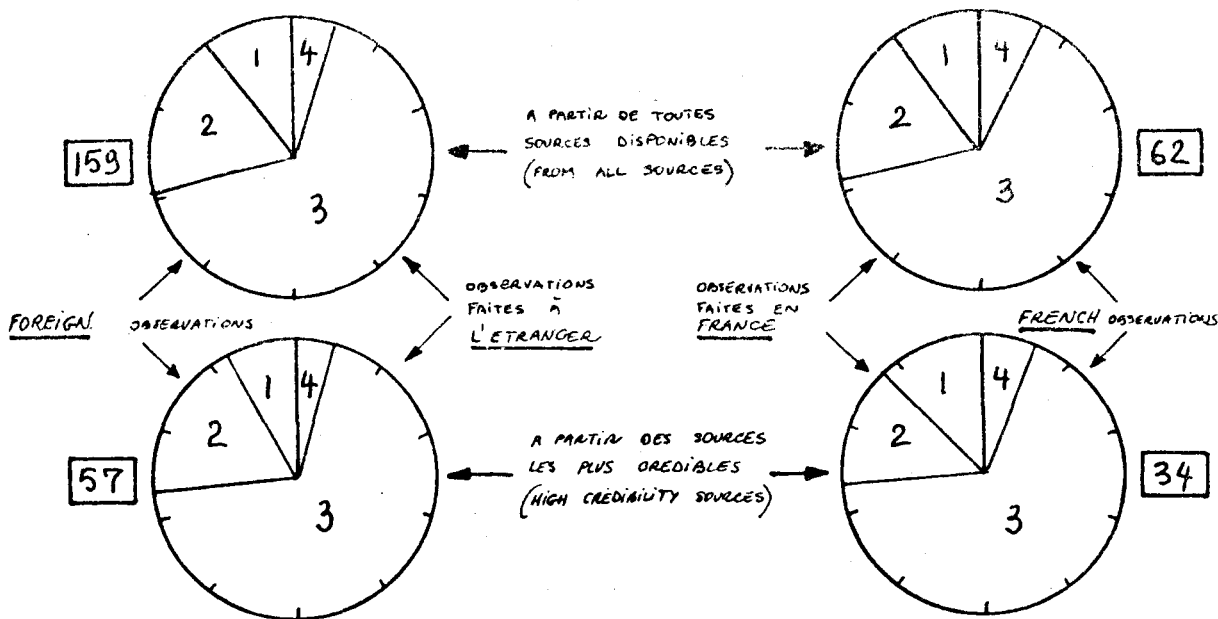 1
4
2
3
159
A PARTIR DE TOUTES
SOURCES DISPONIBLES
(FROM ALL SOURCES)
1
4
2
3
62
FOREIGN OBSERVATIONS
OBSERVATIONS
FAITES À
L'ETRANGER
OBSERVATIONS
FAITES EN
FRANCE
FRENCH OBSERVATIONS
1
4
2
3
57
A PARTIR DES SOURCES
LES PLUS CREDIBLES
(HIGH CREDIBILITY SOURCES)
1
4
2
3
34